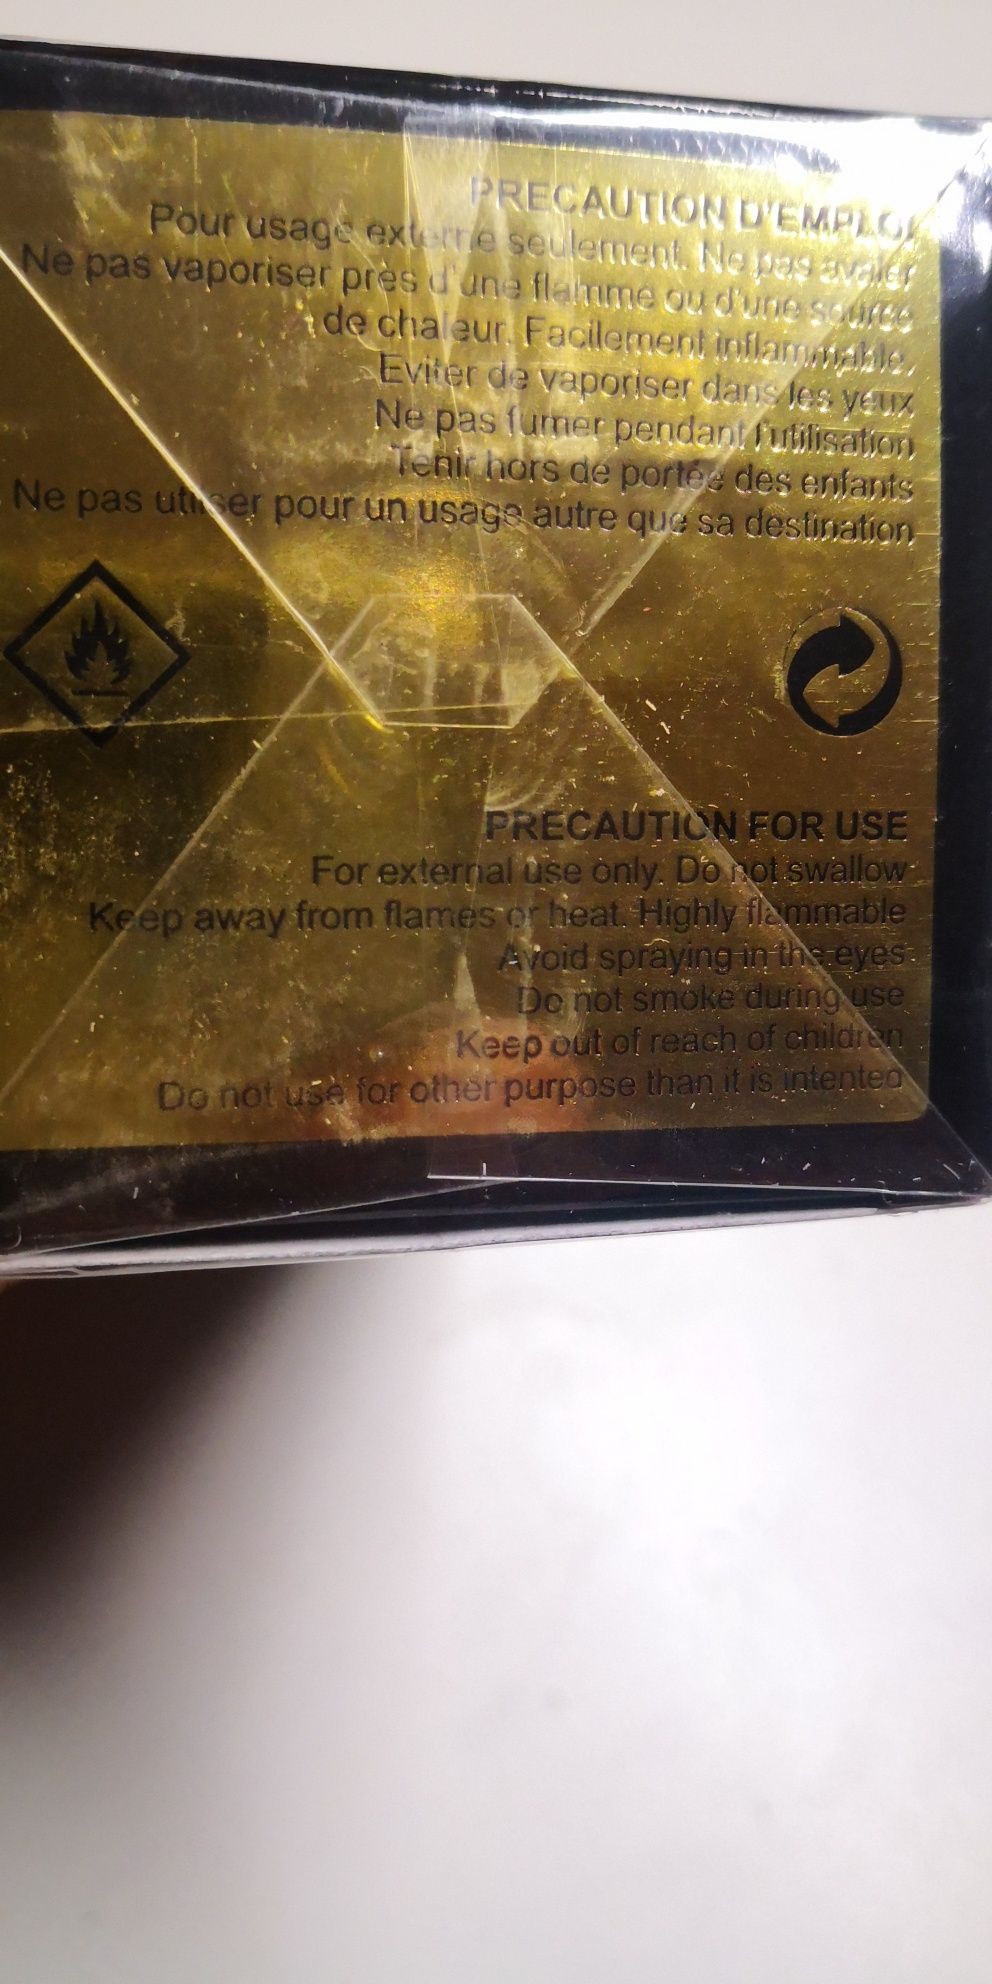 PRECAUTION D'EMPLOI
Pour usage externe seulement. Ne pas avaler
Ne pas vaporiser près d'une flamme ou d'une source
de chaleur. Facilement inflammable,
Eviter de vaporiser dans les yeux
Ne pas fumer pendant l'utilisation
Tenir hors de portée des enfants
Ne pas utliser pour un usage autre que sa destination
PRECAUTION FOR USE
For external use only. Do not swallow
Keep away from flames or heat. Highly flammable
Avoid spraying in the eyes
Do not smoke during use
Keep out of reach of children
Do not use for other purpose than it is intented